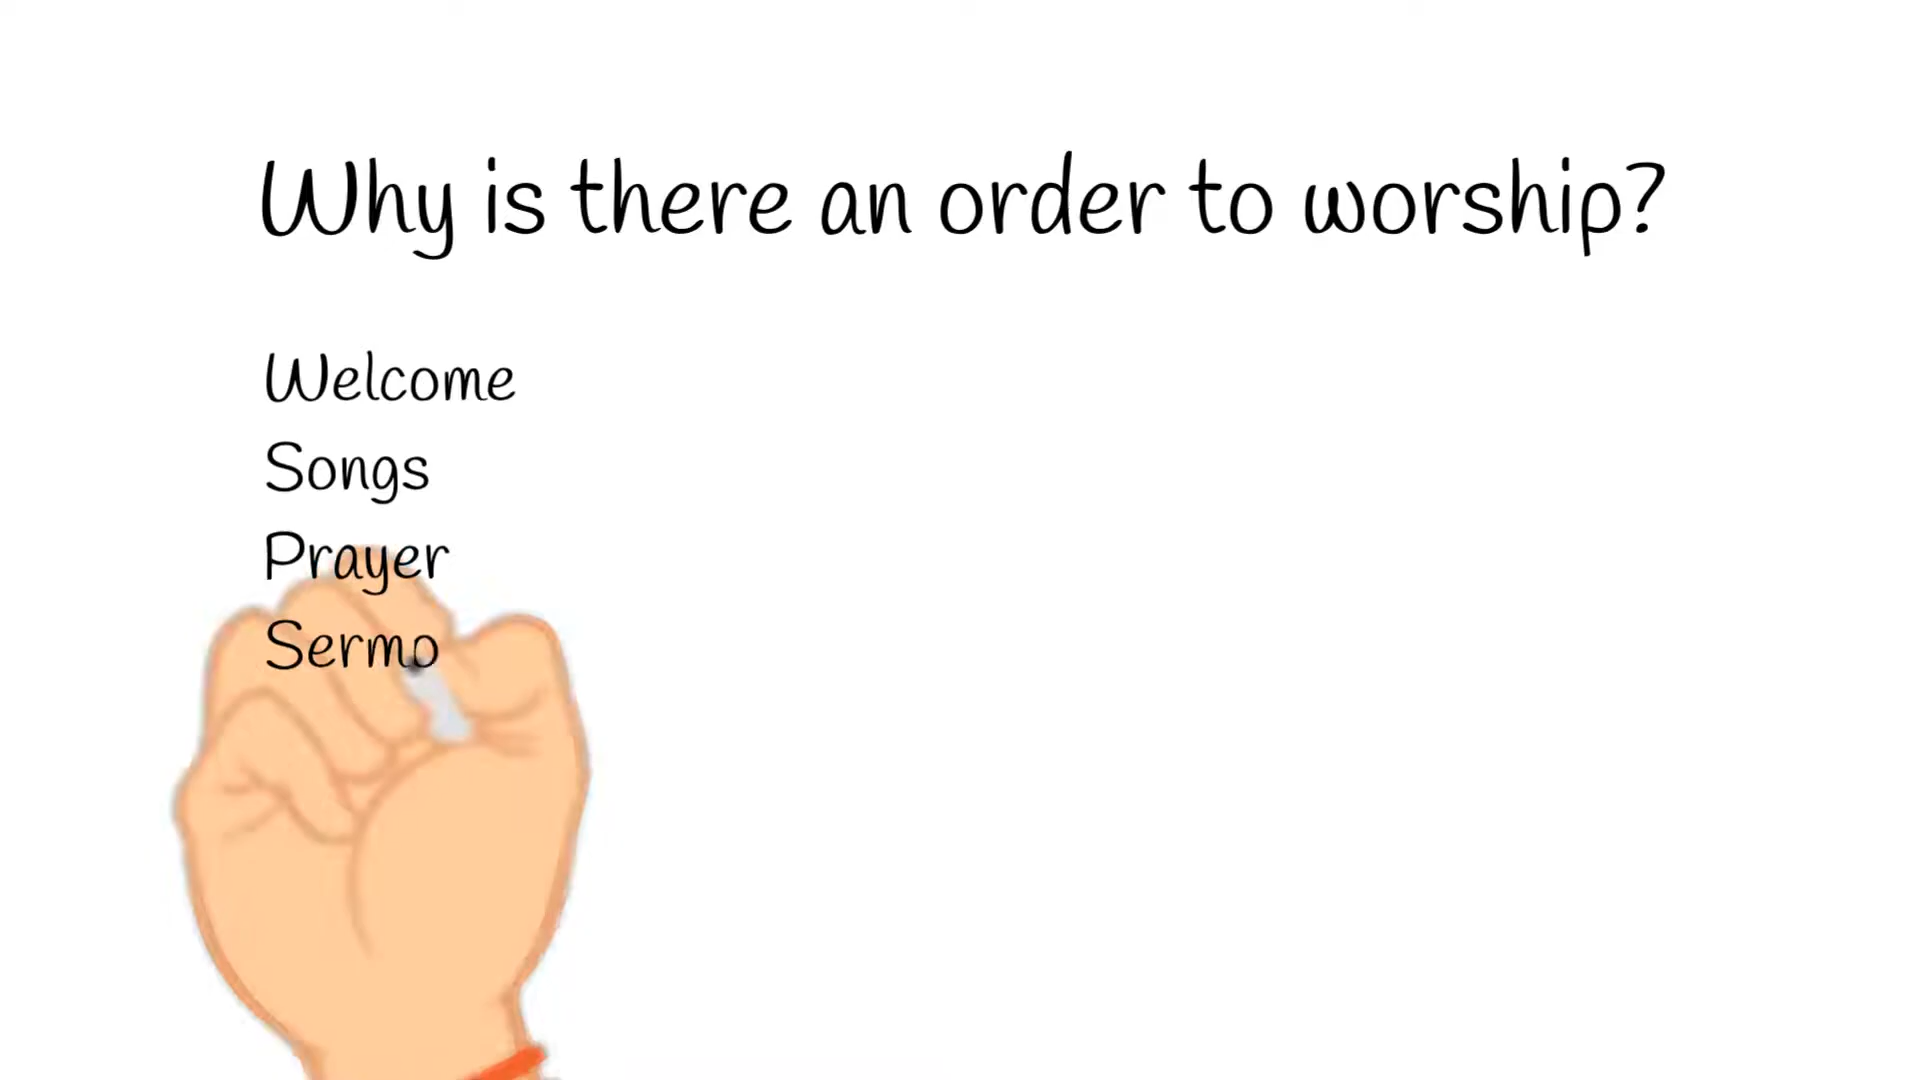 Why is there an order to worship?
Welcome
Songs
Prayer
Sermo